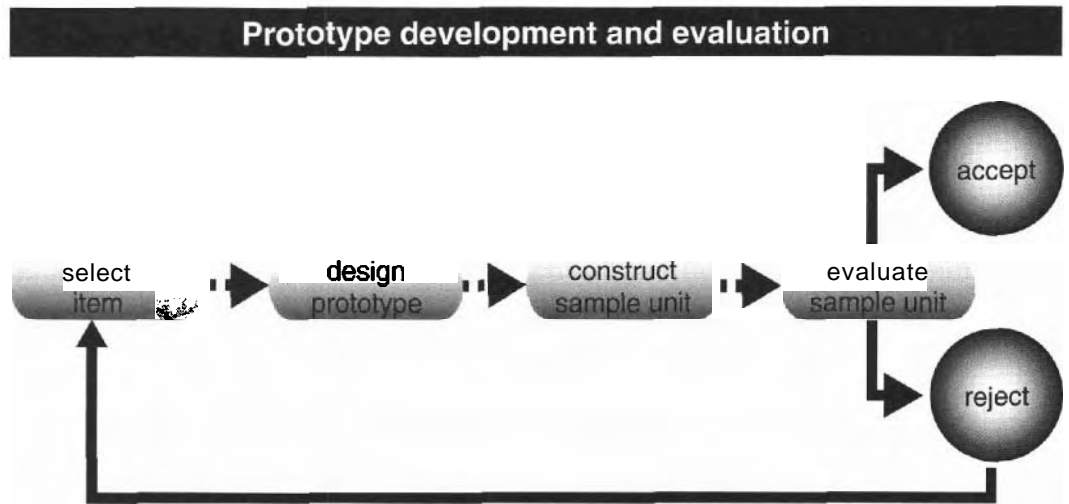 Prototype development and evaluation
accept
select
item
design
prototype
construct
sample unit
evaluate
sample unit
reject